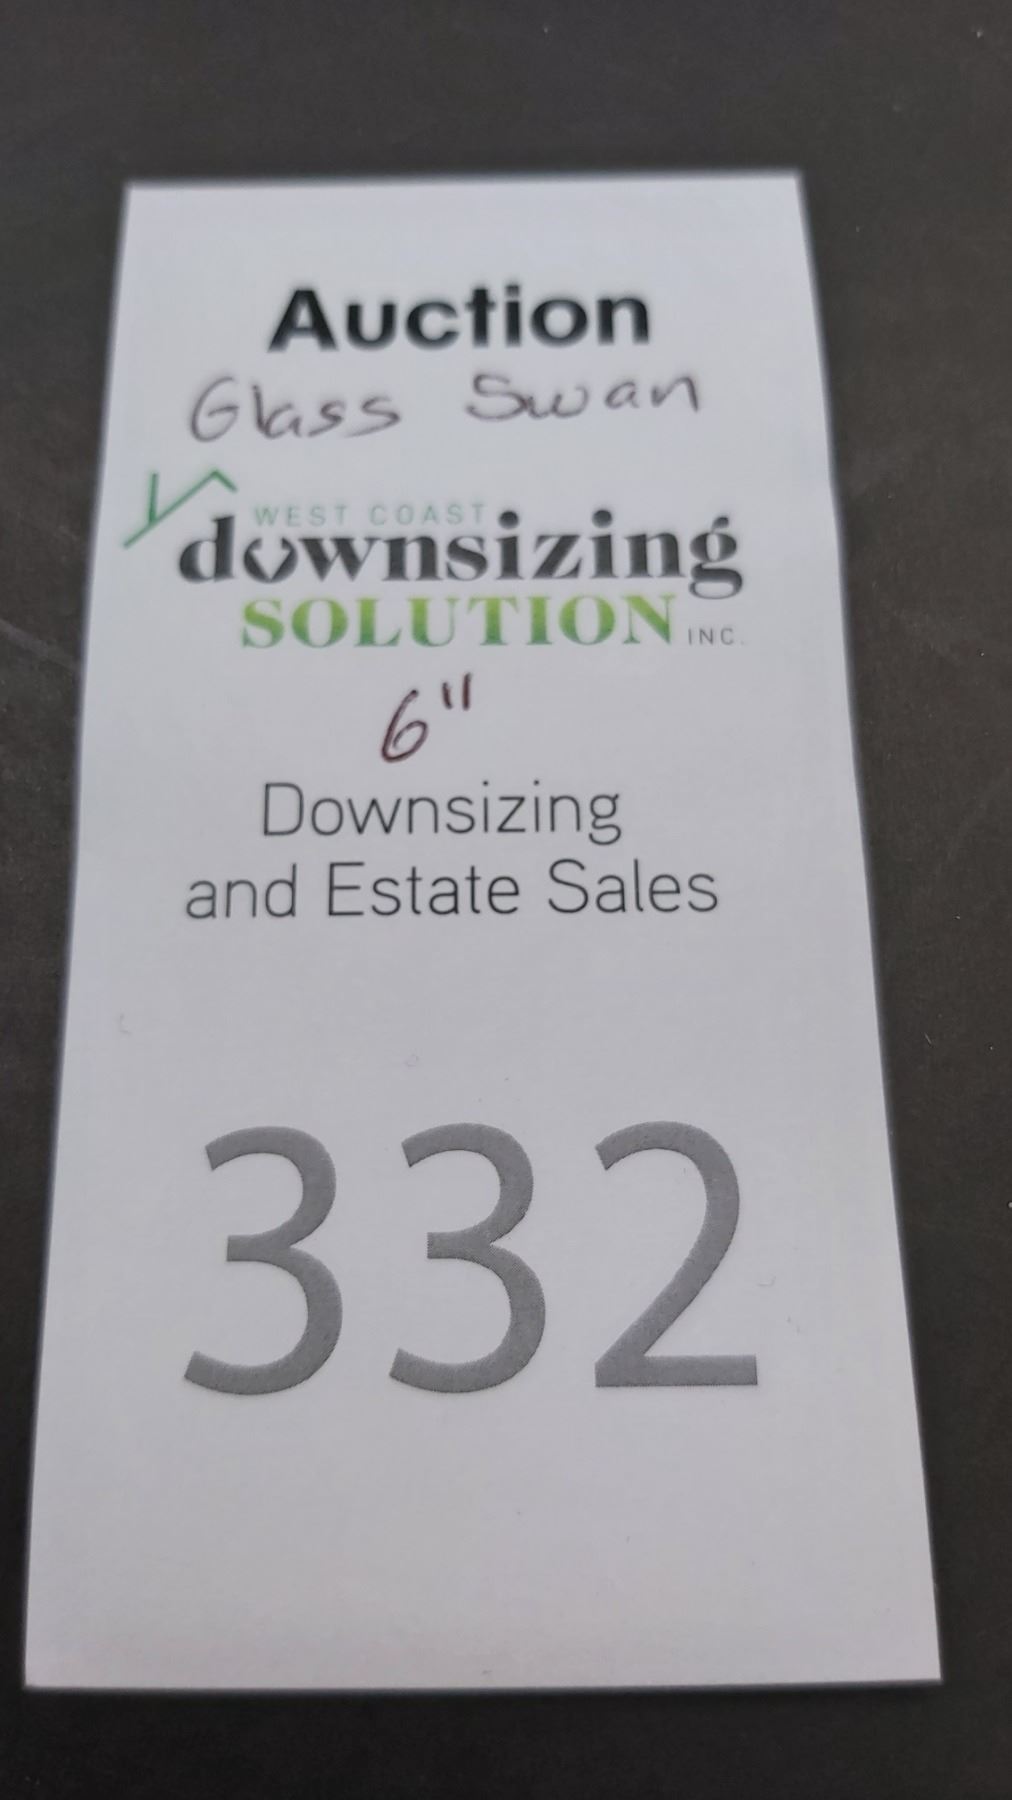 Auction
Glass Swan
WEST COAST
downsizing
SOLUTION INC.
6"
Downsizing
and Estate Sales
332